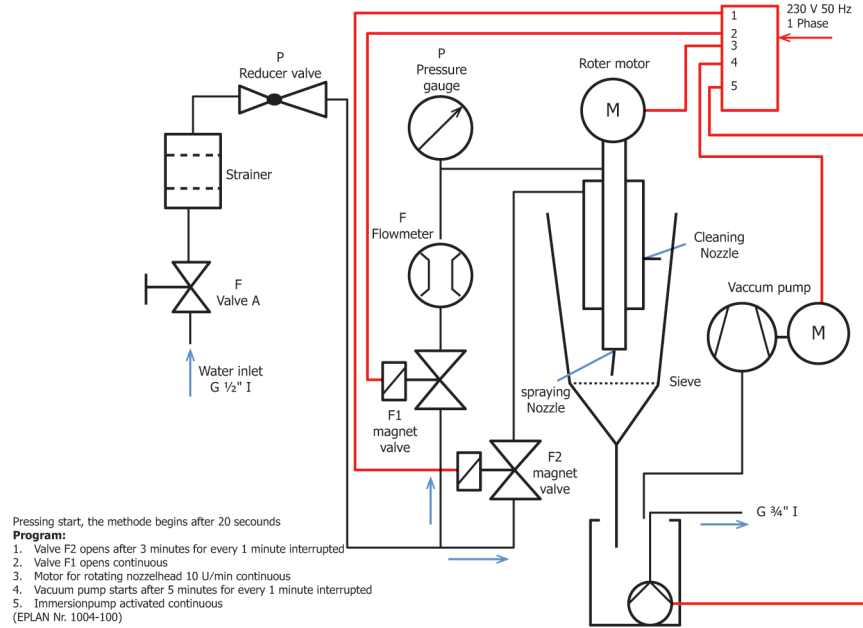 230 V 50 Hz
1 Phase
1
2
3
4
5
P
Reducer valve
P
Pressure
gauge
Roter motor
M
Strainer
F
Flowmeter
Cleaning
Nozzle
F
Valve A
Vaccum pump
M
Water inlet
G ½" I
spraying
Nozzle
Sieve
F1
magnet
valve
F2
magnet
valve
G ¾" I
Pressing start, the methode begins after 20 secounds
Program:
1. Valve F2 opens after 3 minutes for every 1 minute interrupted
2. Valve F1 opens continuous
3. Motor for rotating nozzelhead 10 U/min continuous
4. Vacuum pump starts after 5 minutes for every 1 minute interrupted
5. Immersionpump activated continuous
(EPLAN Nr. 1004-100)